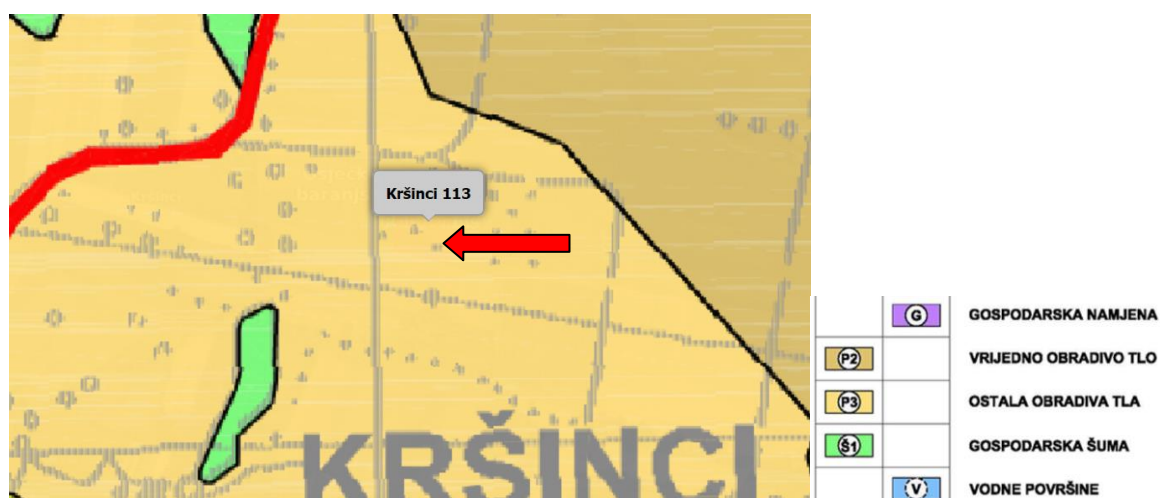 Kršinci 113
KRŠINCI
G GOSPODARSKA NAMJENA
P2 VRIJEDNO OBRADIVO TLO
P3 OSTALA OBRADIVA TLA
Š1 GOSPODARSKA ŠUMA
V VODNE POVRŠINE